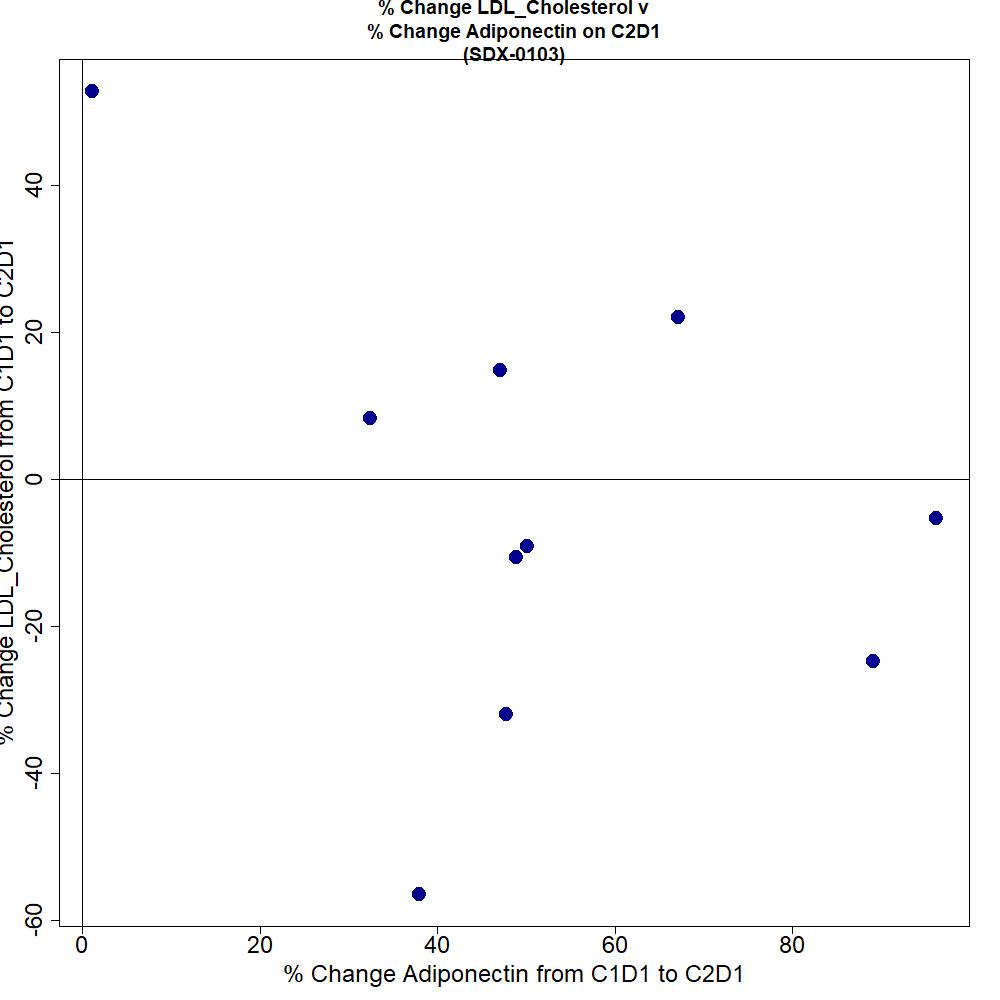 % Change LDL_Cholesterol v
% Change Adiponectin on C2D1
(SDX-0103)
% Change LDL_Cholesterol from C1D1 to C2D1
40
20
0
-20
-40
-60
0
20
40
60
80
% Change Adiponectin from C1D1 to C2D1